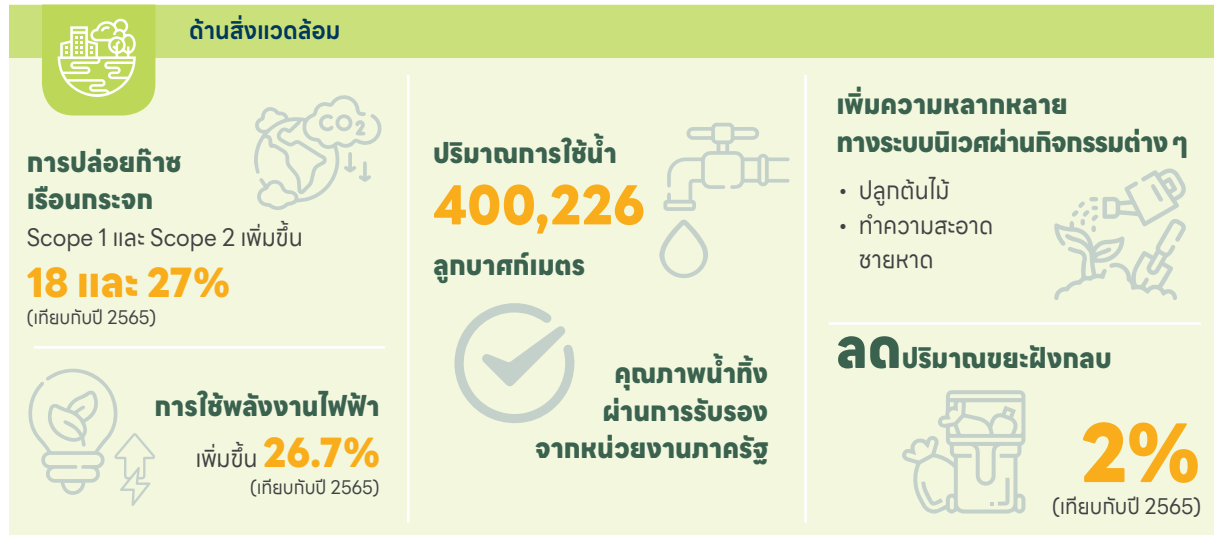 ด้านสิ่งแวดล้อม
CO2
การปล่อยก๊าซ
เรือนกระจก
Scope 1 และ Scope 2 เพิ่มขึ้น
18 และ 27%
(เทียบกับปี 2565)
การใช้พลังงานไฟฟ้า
เพิ่มขึ้น 26.7%
(เทียบกับปี 2565)
ปริมาณการใช้น้ำ
400,226
ลูกบาศก์เมตร
คุณภาพน้ำทิ้ง
ผ่านการรับรอง
จากหน่วยงานภาครัฐ
เพิ่มความหลากหลาย
ทางระบบนิเวศผ่านกิจกรรมต่าง ๆ
• ปลูกต้นไม้
• ทำความสะอาด
ชายหาด
ลดปริมาณขยะฝังกลบ
2%
(เทียบกับปี 2565)